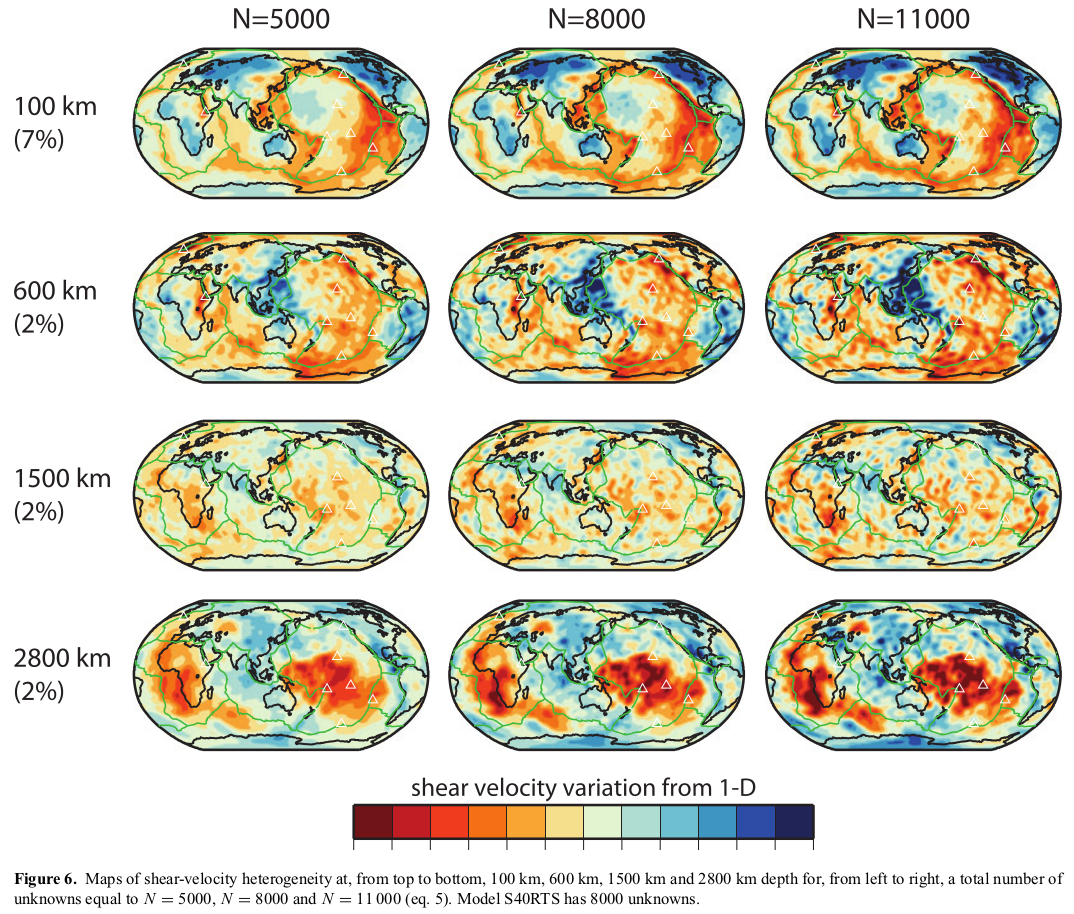 N=5000 N=8000 N=11000
100 km
(7%)
600 km
(2%)
1500 km
(2%)
2800 km
(2%)
shear velocity variation from 1-D
Figure 6. Maps of shear-velocity heterogeneity at, from top to bottom, 100 km, 600 km, 1500 km and 2800 km depth for, from left to right, a total number of
unknowns equal to N = 5000, N = 8000 and N = 11 000 (eq. 5). Model S40RTS has 8000 unknowns.